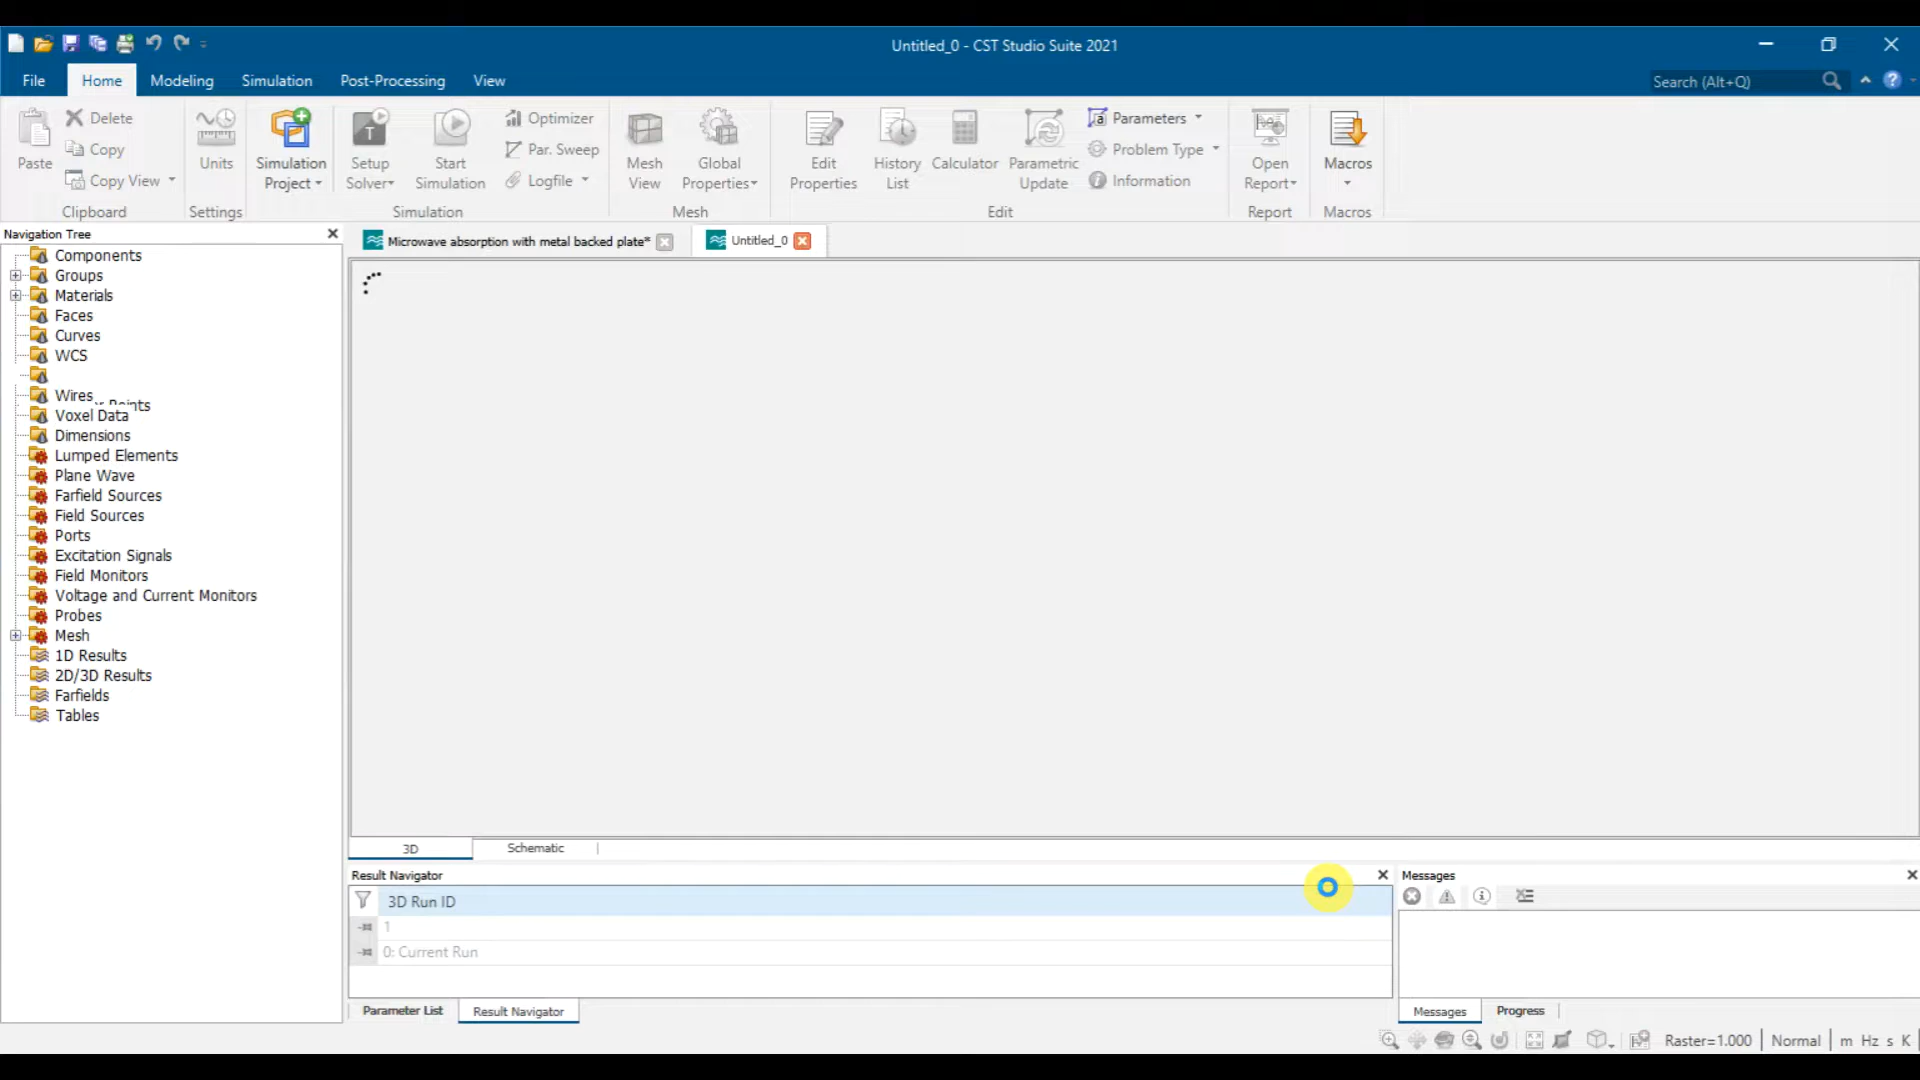 Untitled_0 - CST Studio Suite 2021
File Home Modeling Simulation Post-Processing View
Search (Alt+Q)
Paste
Delete
Copy
Copy View
Clipboard
Units
Settings
Simulation
Project
Setup
Solver
Start
Simulation
Optimizer
Par. Sweep
Logfile
Simulation
Mesh
View
Global
Properties
Mesh
Edit
Properties
History
List
Calculator
Parametric
Update
Parameters
Problem Type
Information
Edit
Open
Report
Report
Macros
Macros
Navigation Tree
Components
Groups
Materials
Faces
Curves
WCS
Wires
Voxel Data
Dimensions
Lumped Elements
Plane Wave
Farfield Sources
Field Sources
Ports
Excitation Signals
Field Monitors
Voltage and Current Monitors
Probes
Mesh
1D Results
2D/3D Results
Farfields
Tables
Microwave absorption with metal backed plate*
Untitled_0
3D
Schematic
Result Navigator
3D Run ID
1
0: Current Run
Parameter List
Result Navigator
Messages
Messages
Progress
Raster=1.000 Normal m Hz s K